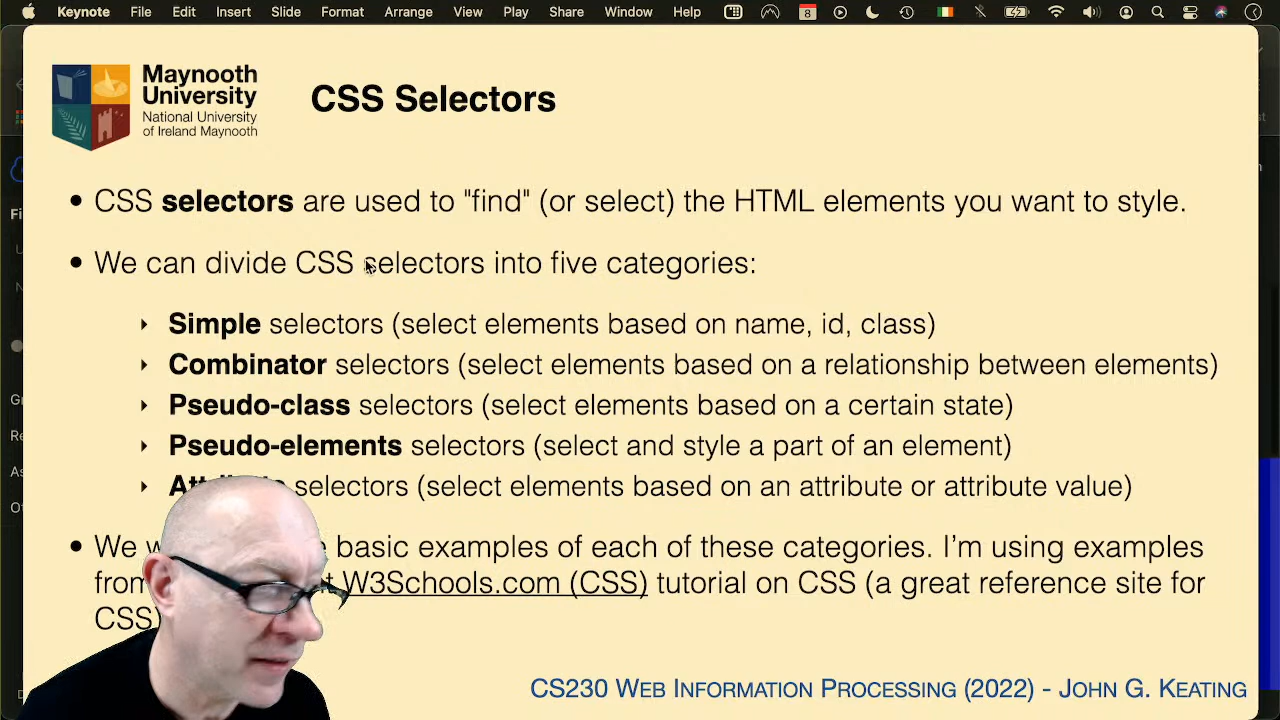 Keynote File Edit Insert Slide Format Arrange View Play Share Window Help 8
Maynooth
University
National University
of Ireland Maynooth
CSS Selectors
• CSS selectors are used to "find" (or select) the HTML elements you want to style.
• We can divide CSS selectors into five categories:
‣ Simple selectors (select elements based on name, id, class)
‣ Combinator selectors (select elements based on a relationship between elements)
‣ Pseudo-class selectors (select elements based on a certain state)
‣ Pseudo-elements selectors (select and style a part of an element)
‣ selectors (select elements based on an attribute or attribute value)
• We basic examples of each of these categories. I’m using examples
from W3Schools.com (CSS) tutorial on CSS (a great reference site for
CSS)
CS230 Web Information Processing (2022) - John G. Keating